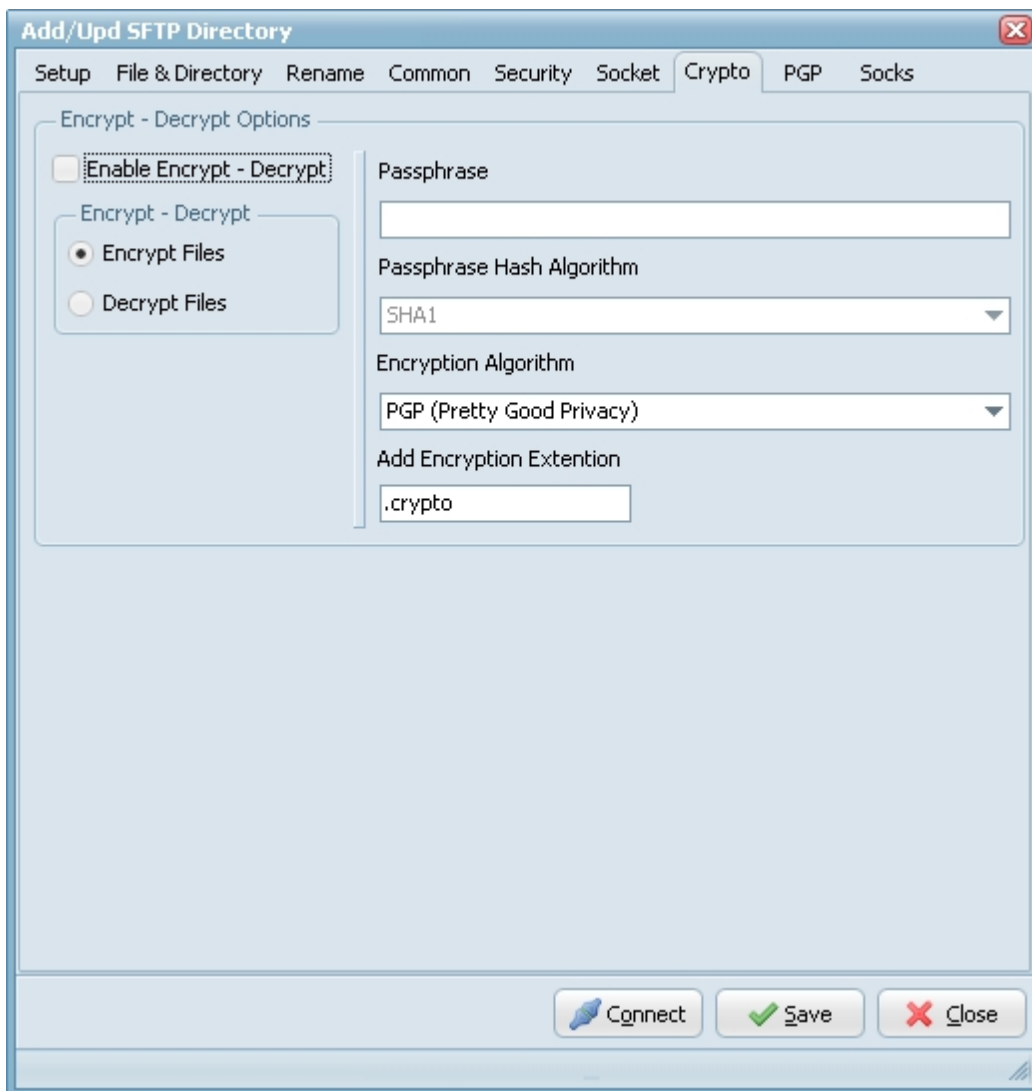 Add/Upd SFTP Directory
Setup File & Directory Rename Common Security Socket Crypto PGP Socks
Encrypt - Decrypt Options
Enable Encrypt - Decrypt
Encrypt - Decrypt
Encrypt Files
Decrypt Files
Passphrase
Passphrase Hash Algorithm
SHA1
Encryption Algorithm
PGP (Pretty Good Privacy)
Add Encryption Extention
.crypto
Connect Save Close